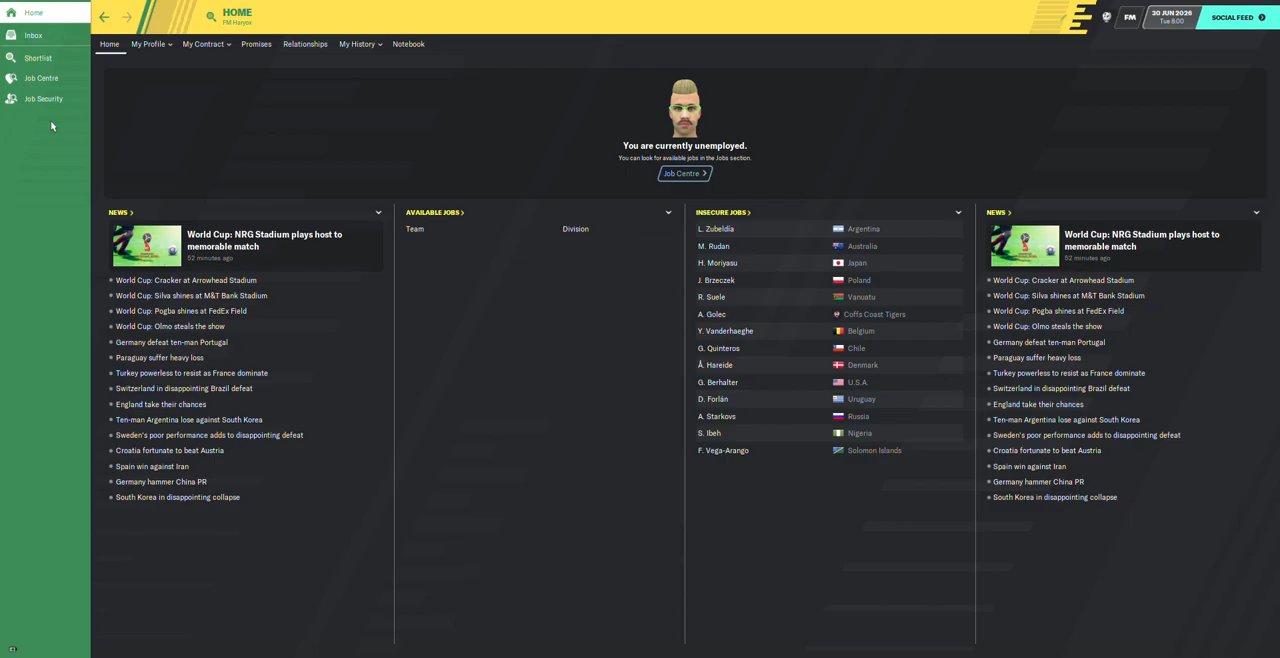 Home
Inbox
Shortlist
Job Centre
Job Security
HOME
FM Haryox
FM
30 JUN 2026
Tue 8:00
SOCIAL FEED
Home
My Profile
My Contract
Promises
Relationships
My History
Notebook
You are currently unemployed.
You can look for available jobs in the Jobs section.
Job Centre
NEWS
World Cup: NRG Stadium plays host to
memorable match
52 minutes ago
World Cup: Cracker at Arrowhead Stadium
World Cup: Silva shines at M&T Bank Stadium
World Cup: Pogba shines at FedEx Field
World Cup: Olmo steals the show
Germany defeat ten-man Portugal
Paraguay suffer heavy loss
Turkey powerless to resist as France dominate
Switzerland in disappointing Brazil defeat
England take their chances
Ten-man Argentina lose against South Korea
Sweden's poor performance adds to disappointing defeat
Croatia fortunate to beat Austria
Spain win against Iran
Germany hammer China PR
South Korea in disappointing collapse
AVAILABLE JOBS
Team Division
INSECURE JOBS
L. Zubeldía Argentina
M. Rudan Australia
H. Moriyasu Japan
J. Brzeczek Poland
R. Suele Vanuatu
A. Golec Coffs Coast Tigers
Y. Vanderhaeghe Belgium
G. Quinteros Chile
Å. Hareide Denmark
G. Berhalter U.S.A.
D. Forlán Uruguay
A. Starkovs Russia
S. Ibeh Nigeria
F. Vega-Arango Solomon Islands
NEWS
World Cup: NRG Stadium plays host to
memorable match
52 minutes ago
World Cup: Cracker at Arrowhead Stadium
World Cup: Silva shines at M&T Bank Stadium
World Cup: Pogba shines at FedEx Field
World Cup: Olmo steals the show
Germany defeat ten-man Portugal
Paraguay suffer heavy loss
Turkey powerless to resist as France dominate
Switzerland in disappointing Brazil defeat
England take their chances
Ten-man Argentina lose against South Korea
Sweden's poor performance adds to disappointing defeat
Croatia fortunate to beat Austria
Spain win against Iran
Germany hammer China PR
South Korea in disappointing collapse